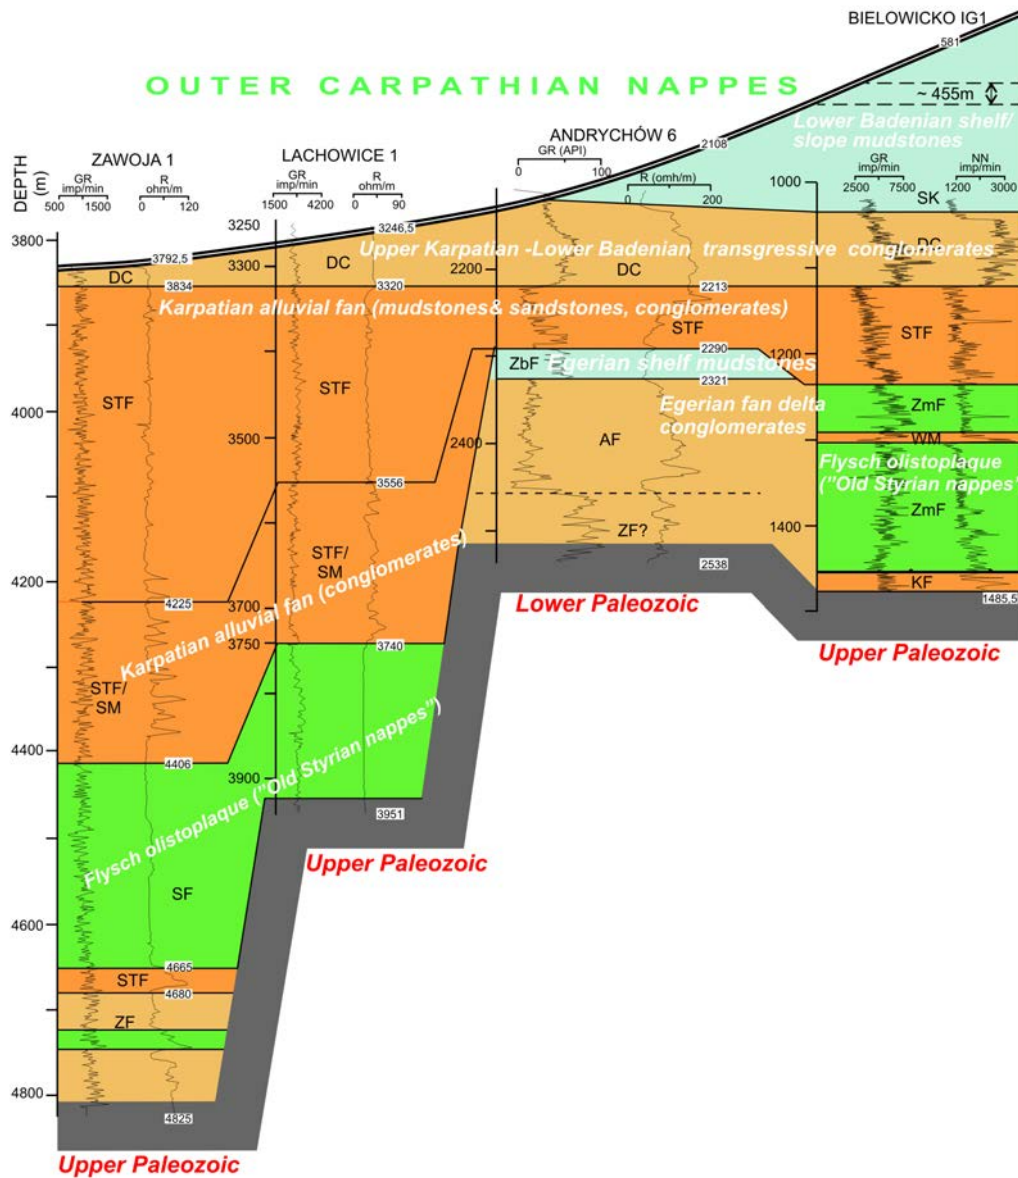 BIELOWICKO IG1
581
OUTER CARPATHIAN NAPPES
~ 455m
Lower Badenian shelf/
slope mudstones
ANDRYCHÓW 6
2108
GR (API)
0 100
R (omh/m)
0 200
ZAWOJA 1
LACHOWICE 1
DEPTH
(m)
GR
imp/min
500 1500
R
ohm/m
0 120
GR
imp/min
1500 4200
R
ohm/m
0 90
GR
imp/min
2500 7500
NN
imp/min
1200 3000
1000
SK
3250
3246,5
3800
3792,5
3300
DC
DC
Upper Karpatian -Lower Badenian transgressive conglomerates
2200
DC
DC
3834
3320
2213
Karpatian alluvial fan (mudstones& sandstones, conglomerates)
STF
STF
2290
1200
ZbF
Egerian shelf mudstones
2321
STF
STF
Egerian fan delta
conglomerates
ZmF
4000
3500
2400
AF
WM
Flysch olistoplaque
("Old Styrian nappes"
3556
ZmF
1400
ZF?
STF/
SM
Karpatian alluvial fan (conglomerates)
2538
KF
4200
4225
3700
Lower Paleozoic
1485,5
3750
3740
Upper Paleozoic
STF/
SM
4400
4406
3900
3951
Flysch olistoplaque ("Old Styrian nappes")
Upper Paleozoic
SF
4600
4665
STF
4680
ZF
4800
4825
Upper Paleozoic